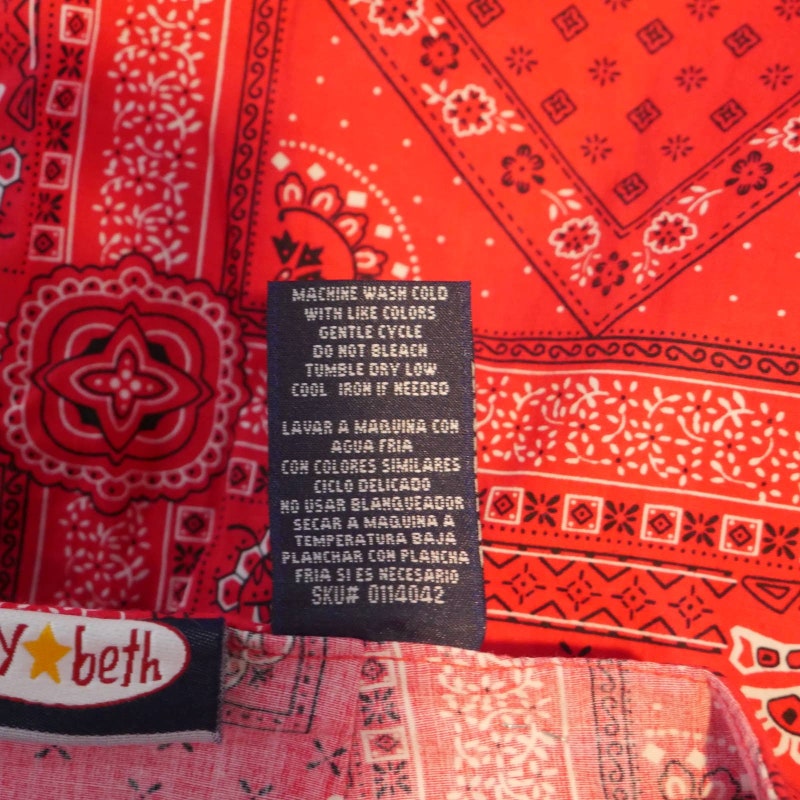 MACHINE WASH COLD
WITH LIKE COLORS
GENTLE CYCLE
DO NOT BLEACH
TUMBLE DRY LOW
COOL IRON IF NEEDED
LAVAR A MAQUINA CON
AGUA FRIA
CON COLORES SIMILARES
CICLO DELICADO
NO USAR BLANQUEADOR
SECAR A MAQUINA A
TEMPERATURA BAJA
PLANCHAR CON PLANCHA
FRIA SI ES NECESARIO
SKU# 0114042
Y beth